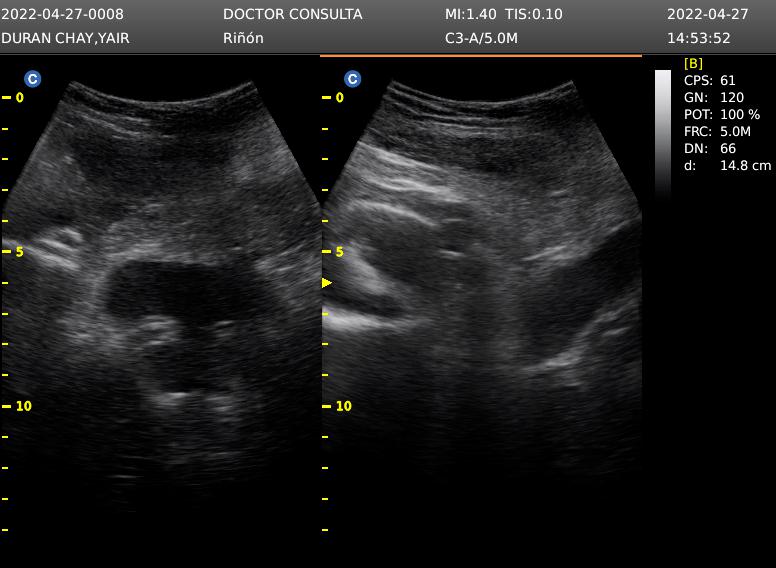 2022-04-27-0008 DOCTOR CONSULTA MI:1.40 TIS:0.10 2022-04-27
DURAN CHAY,YAIR Riñón C3-A/5.0M 14:53:52
C
0
5
10
C
0
5
10
[B]
CPS: 61
GN: 120
POT: 100 %
FRC: 5.0M
DN: 66
d: 14.8 cm